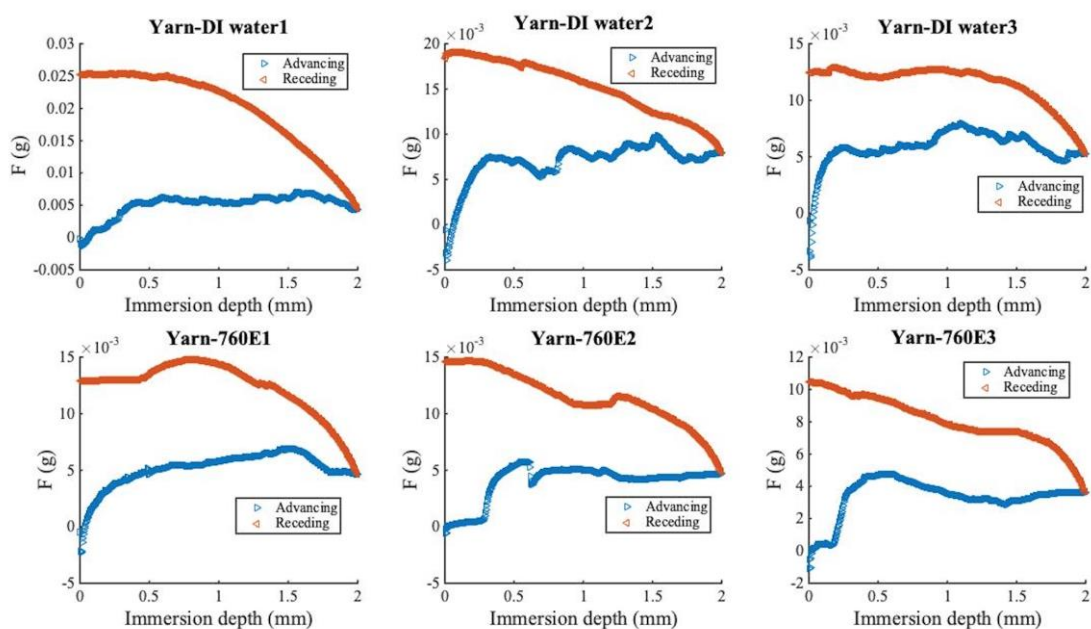 Yarn-DI water1
0.03
0.025
0.02
0.015
0.01
0.005
0
-0.005
F (g)
Advancing
Receding
0
0.5
1
1.5
2
Immersion depth (mm)
Yarn-DI water2
×10⁻³
20
15
10
5
0
-5
F (g)
Advancing
Receding
0
0.5
1
1.5
2
Immersion depth (mm)
Yarn-DI water3
×10⁻³
15
10
5
0
-5
F (g)
Advancing
Receding
0
0.5
1
1.5
2
Immersion depth (mm)
Yarn-760E1
×10⁻³
15
10
5
0
-5
F (g)
Advancing
Receding
0
0.5
1
1.5
2
Immersion depth (mm)
Yarn-760E2
×10⁻³
15
10
5
0
-5
F (g)
Advancing
Receding
0
0.5
1
1.5
2
Immersion depth (mm)
Yarn-760E3
×10⁻³
12
10
8
6
4
2
0
-2
F (g)
Advancing
Receding
0
0.5
1
1.5
2
Immersion depth (mm)